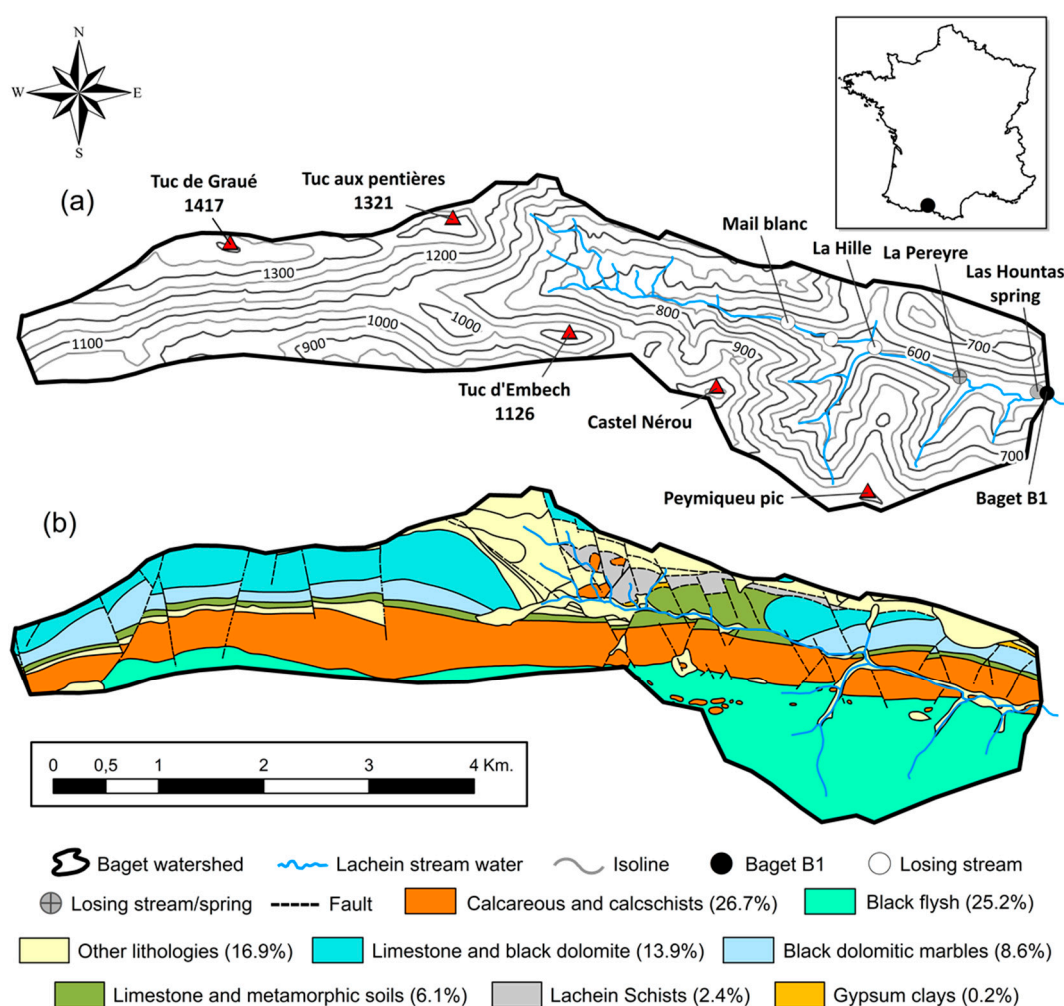 N
W E
S
(a)
Tuc de Graué
1417
Tuc aux pentières
1321
Mail blanc
La Hille
La Pereyre
Las Hountas
spring
1300
1200
1100
1000
1000
900
800
900
600
700
700
Tuc d'Embech
1126
Castel Nérou
Peymiqueu pic
Baget B1
(b)
0 0,5 1 2 3 4 Km.
Baget watershed Lachein stream water Isoline Baget B1 Losing stream
Losing stream/spring Fault Calcareous and calcschists (26.7%) Black flysh (25.2%)
Other lithologies (16.9%) Limestone and black dolomite (13.9%) Black dolomitic marbles (8.6%)
Limestone and metamorphic soils (6.1%) Lachein Schists (2.4%) Gypsum clays (0.2%)